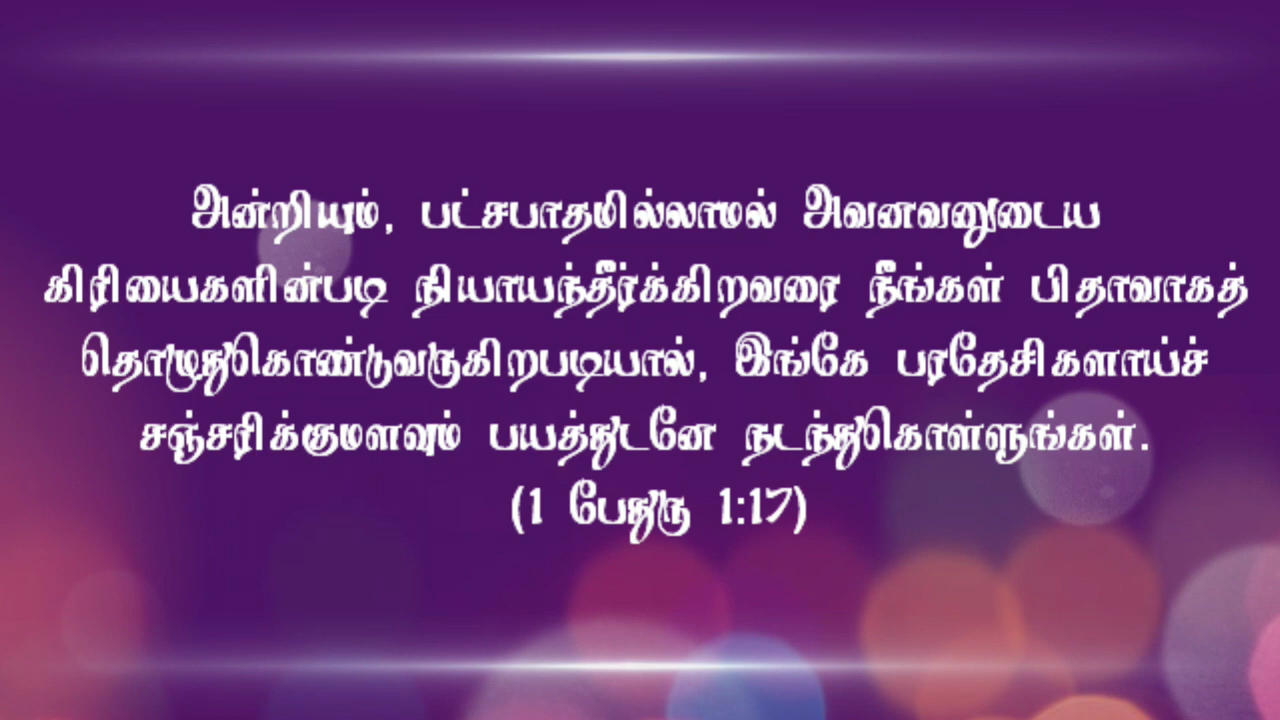 அன்றியும், பட்சபாதமில்லாமல் அவனவனுடைய
கிரியைகளின்படி நியாயந்தீர்க்கிறவரை நீங்கள் பிதாவாகத்
தொழுதுகொண்டுவருகிறபடியால், இங்கே பரதேசிகளாய்ச்
சஞ்சரிக்குமளவும் பயத்துடனே நடந்துகொள்ளுங்கள்.
(1 பேதுரு 1:17)